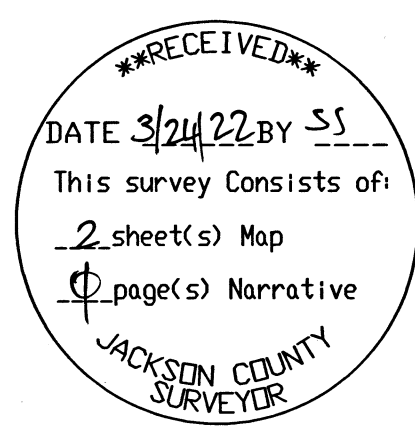 **RECEIVED**
DATE 3/24/22 BY SS
This survey Consists of:
2 sheet(s) Map
0 page(s) Narrative
JACKSON COUNTY
SURVEYOR